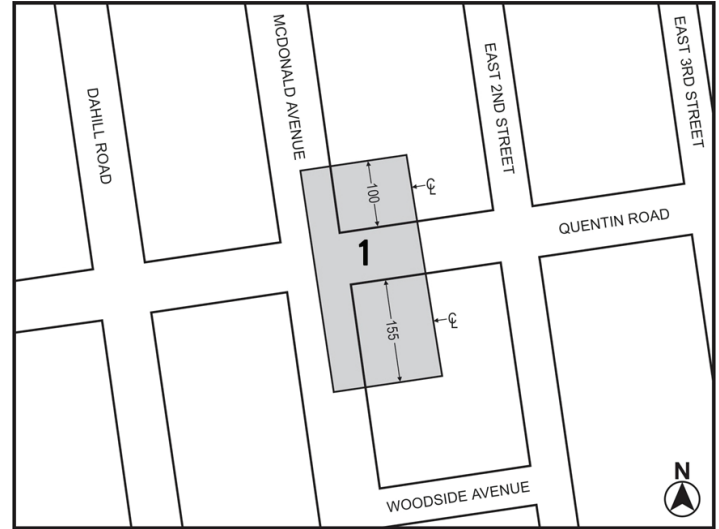 MCDONALD AVENUE
EAST 2ND STREET
EAST 3RD STREET
DAHILL ROAD
100
℄
QUENTIN ROAD
1
155
℄
WOODSIDE AVENUE
N